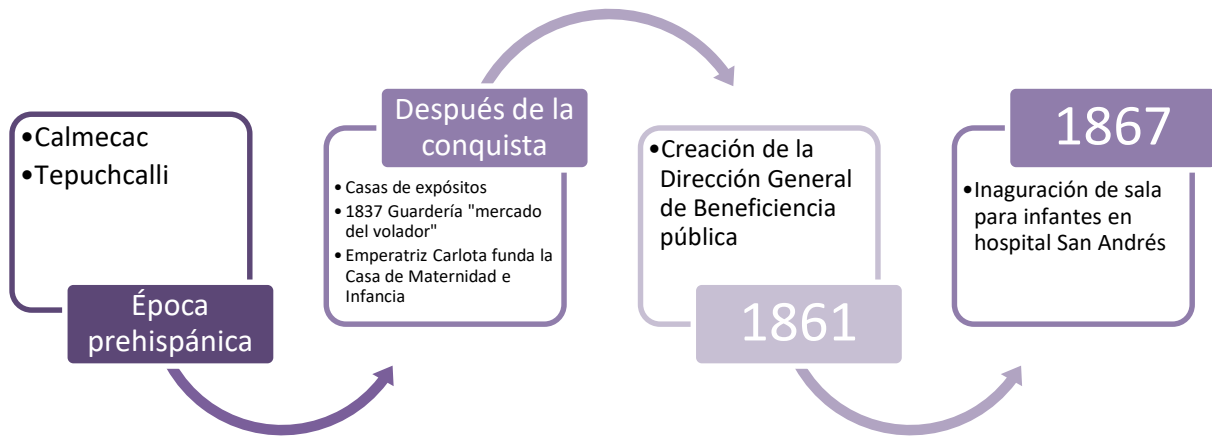 •Calmecac
•Tepuchcalli
Época
prehispánica
Después de la
conquista
• Casas de expósitos
• 1837 Guardería "mercado
del volador"
• Emperatriz Carlota funda la
Casa de Maternidad e
Infancia
•Creación de la
Dirección General
de Beneficiencia
pública
1861
1867
•Inaguración de sala
para infantes en
hospital San Andrés